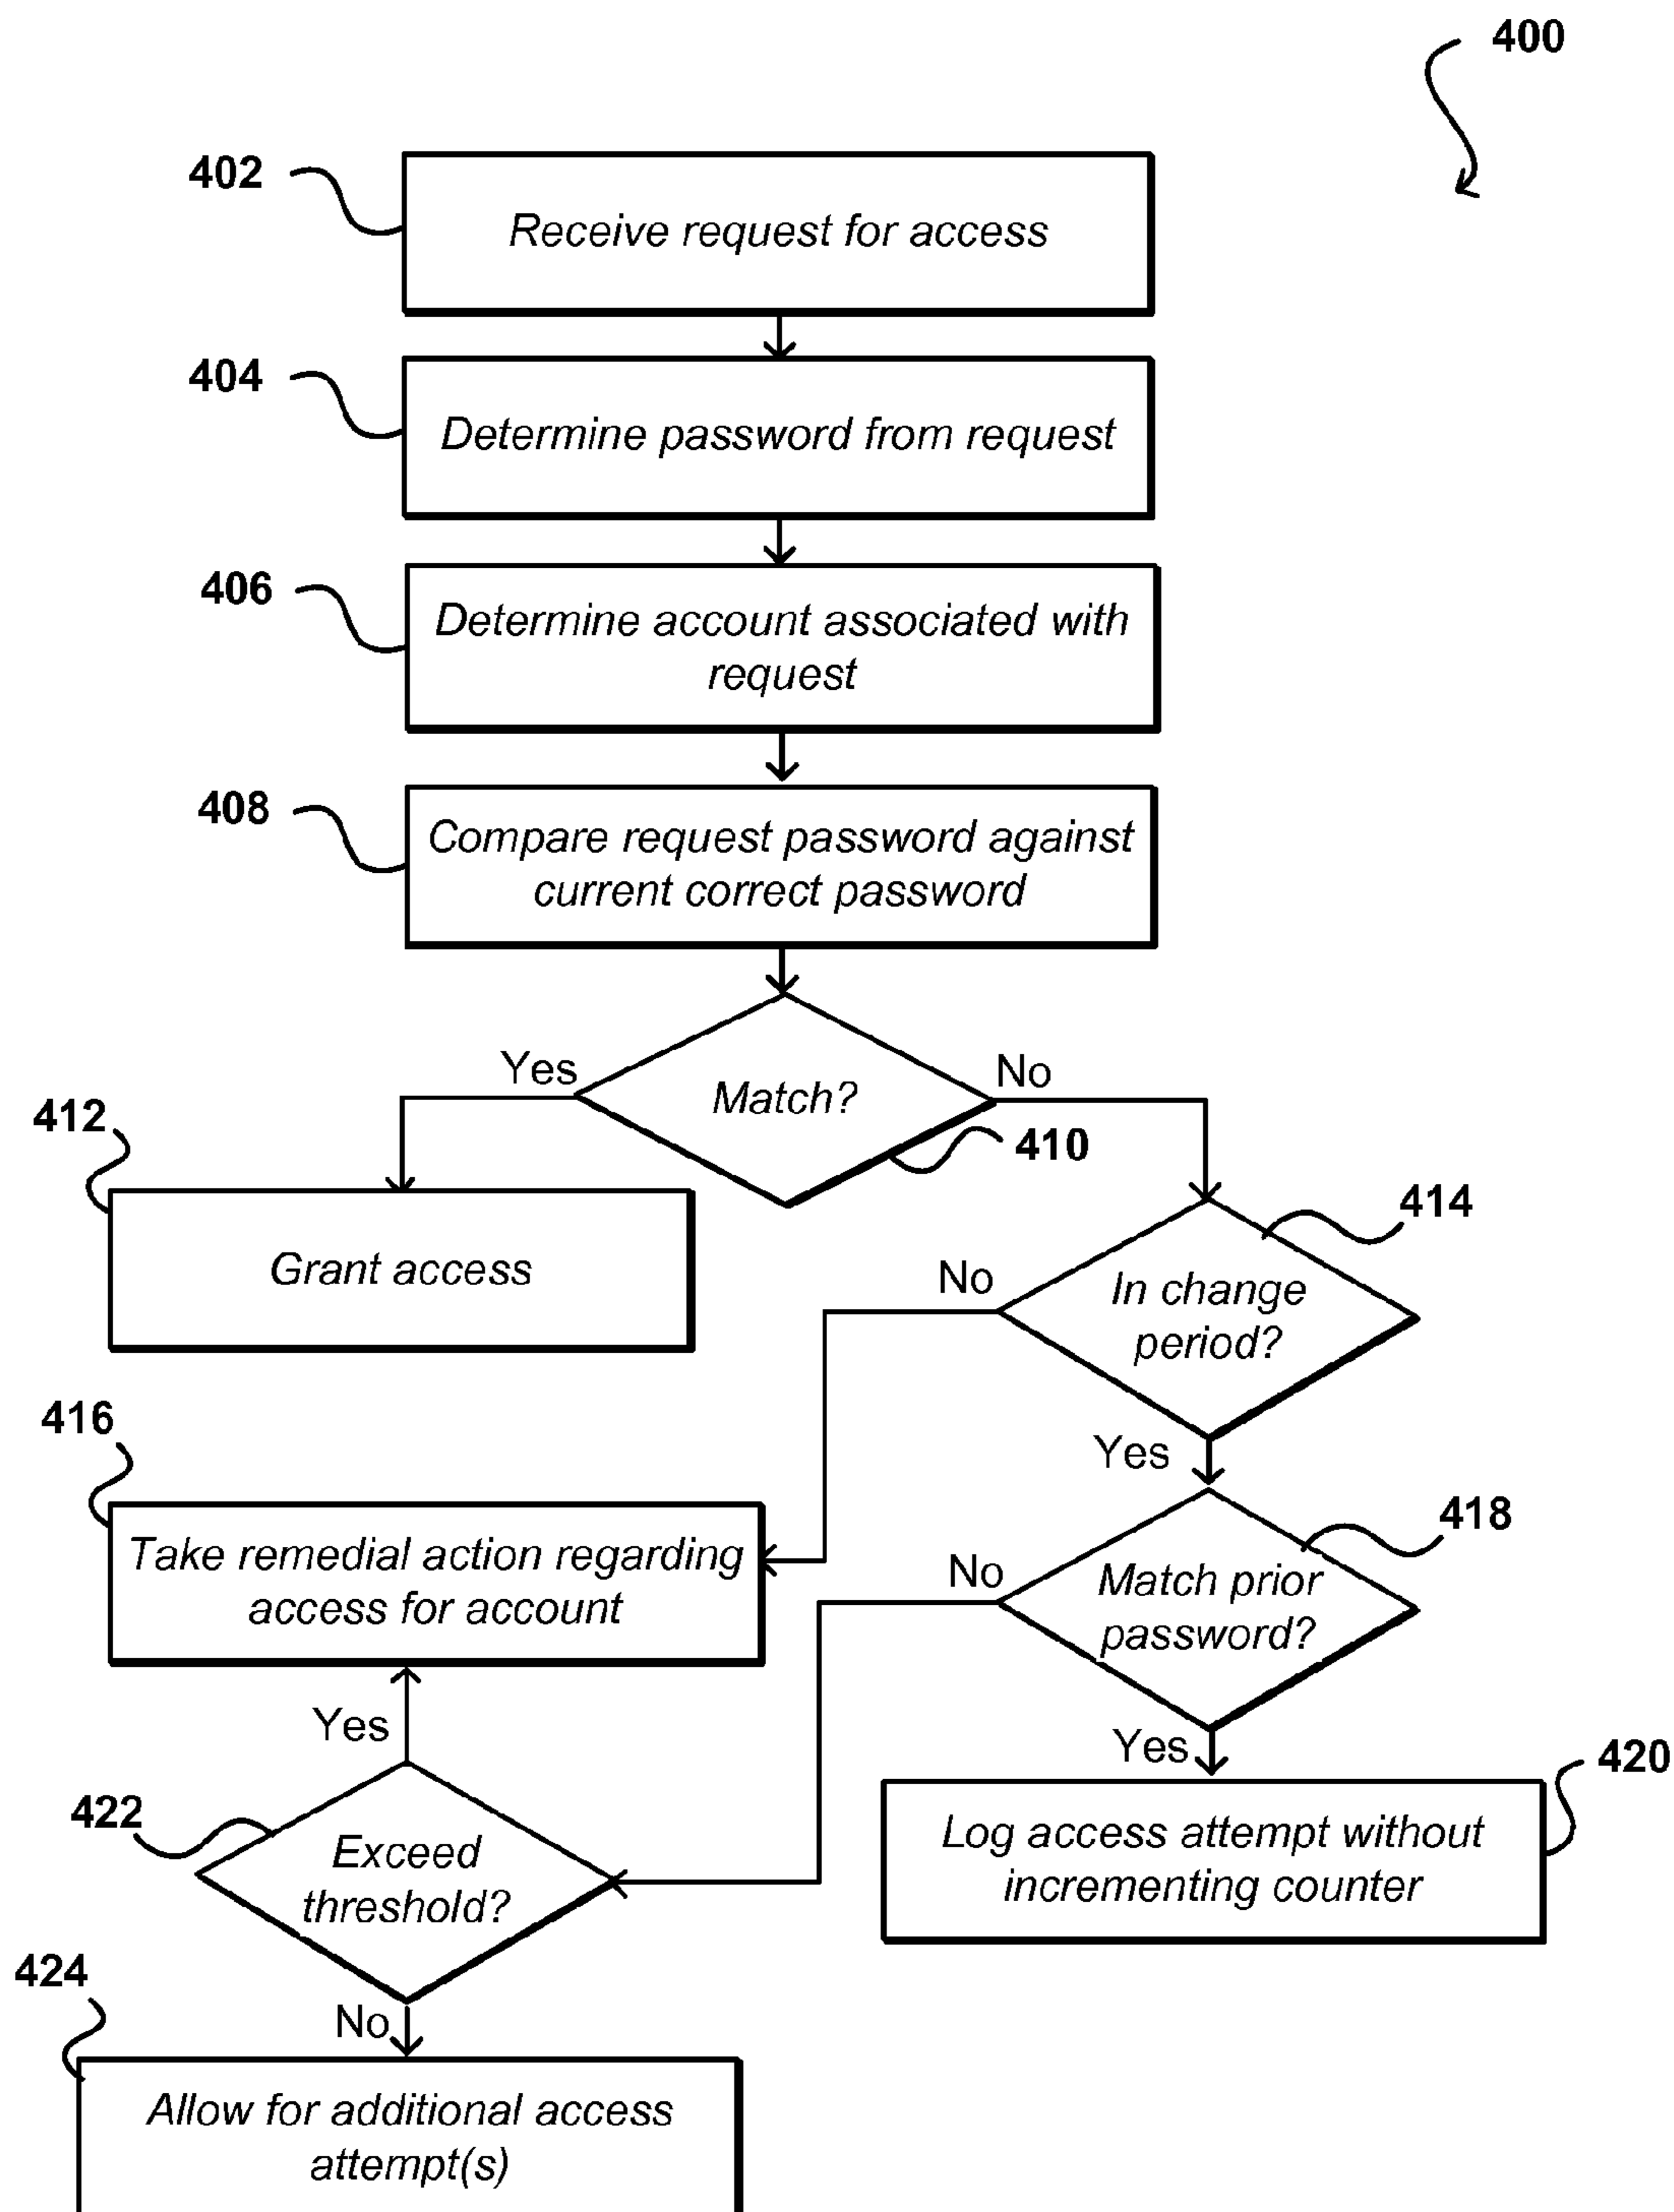 400
402
Receive request for access
404
Determine password from request
406
Determine account associated with
request
408
Compare request password against
current correct password
Yes
Match?
No
410
412
Grant access
414
No
In change
period?
Yes
416
Take remedial action regarding
access for account
418
No
Match prior
password?
Yes
Yes
420
Log access attempt without
incrementing counter
422
Exceed
threshold?
No
424
Allow for additional access
attempt(s)